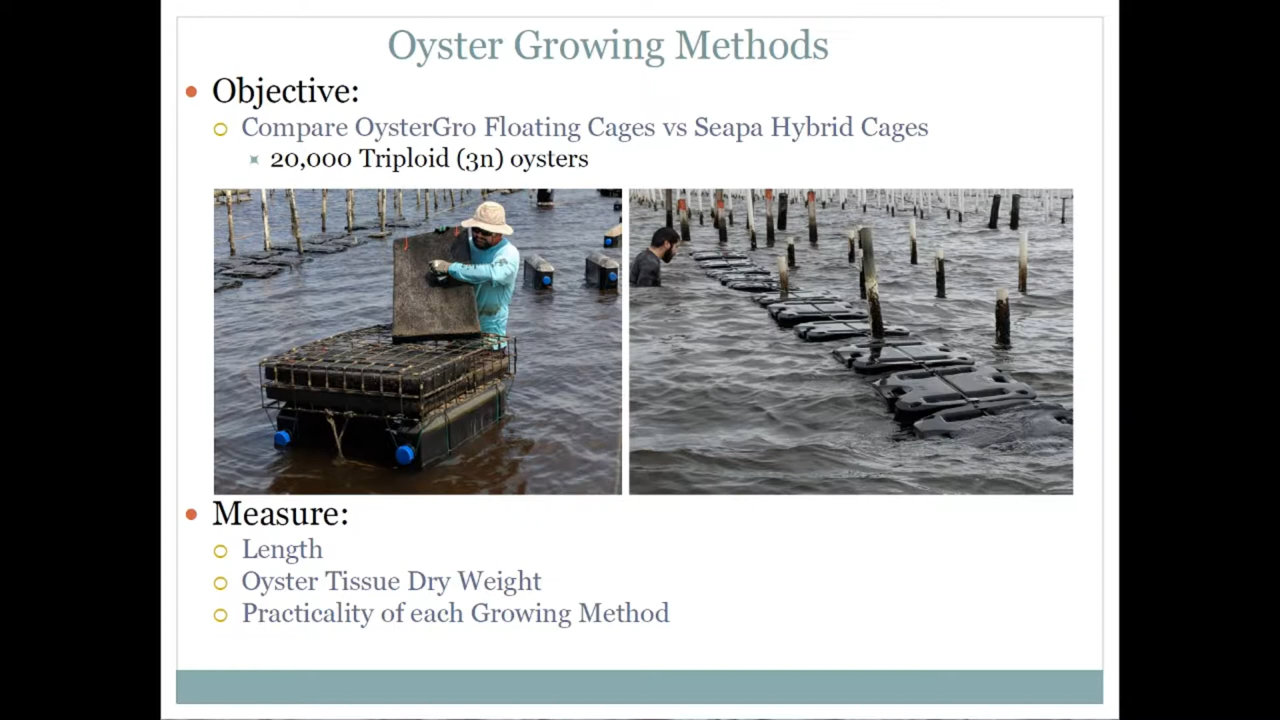 Oyster Growing Methods
Objective:
Compare OysterGro Floating Cages vs Seapa Hybrid Cages
20,000 Triploid (3n) oysters
Measure:
Length
Oyster Tissue Dry Weight
Practicality of each Growing Method